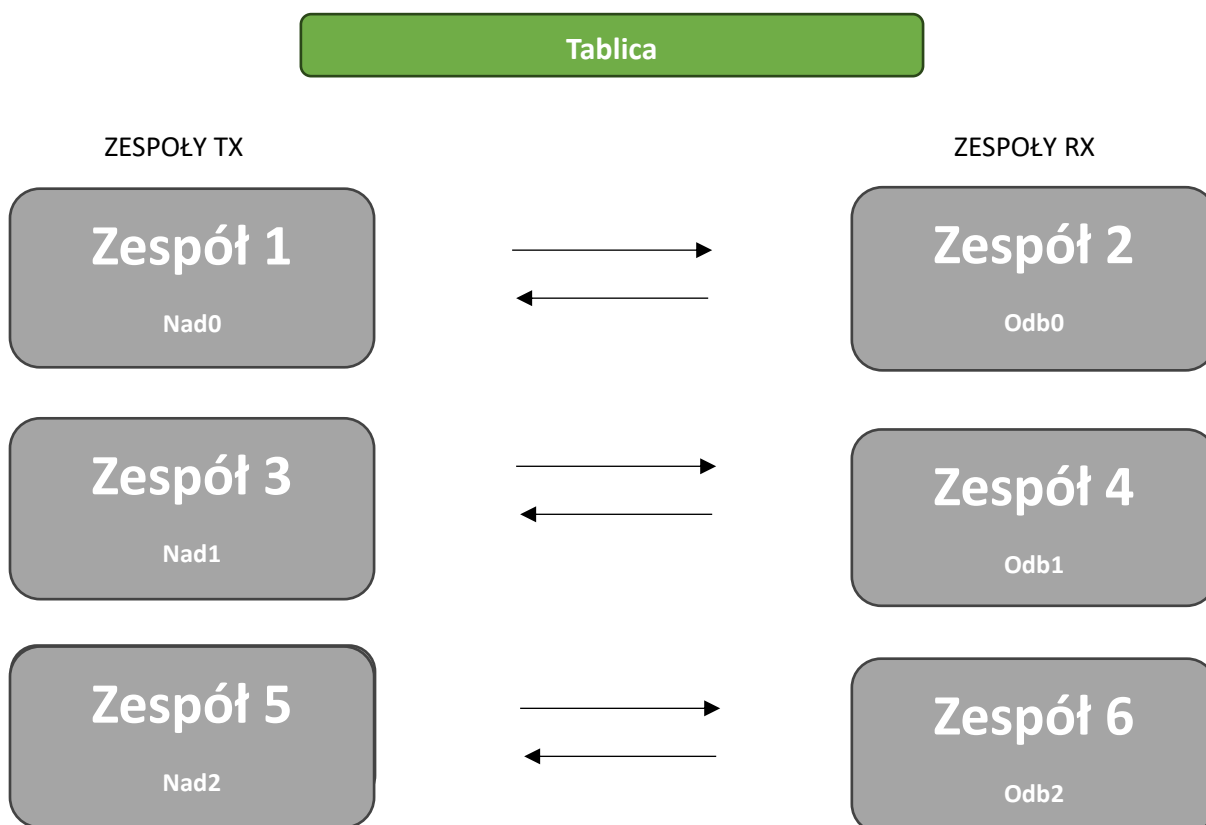 Tablica
ZESPOŁY TX
ZESPOŁY RX
Zespół 1
Nad0
Zespół 2
Odb0
Zespół 3
Nad1
Zespół 4
Odb1
Zespół 5
Nad2
Zespół 6
Odb2